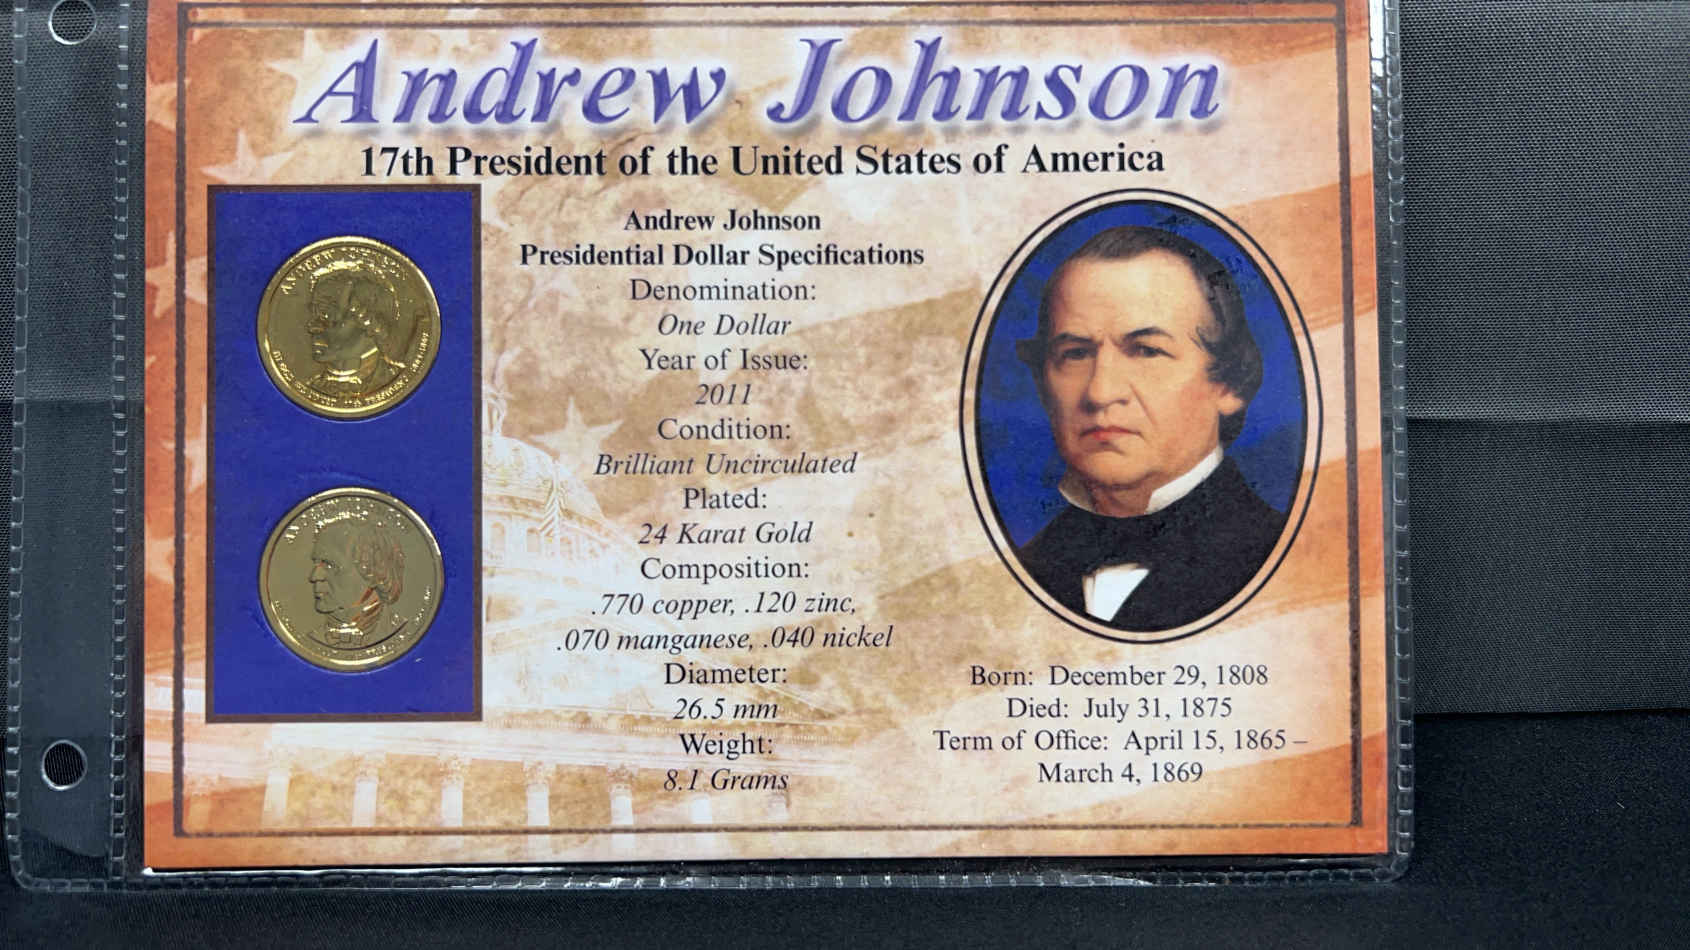 Andrew Johnson
17th President of the United States of America
Andrew Johnson
Presidential Dollar Specifications
Denomination:
One Dollar
Year of Issue:
2011
Condition:
Brilliant Uncirculated
Plated:
24 Karat Gold
Composition:
.770 copper, .120 zinc,
.070 manganese, .040 nickel
Diameter:
26.5 mm
Weight:
8.1 Grams
Born: December 29, 1808
Died: July 31, 1875
Term of Office: April 15, 1865 –
March 4, 1869
ANDREW JOHNSON